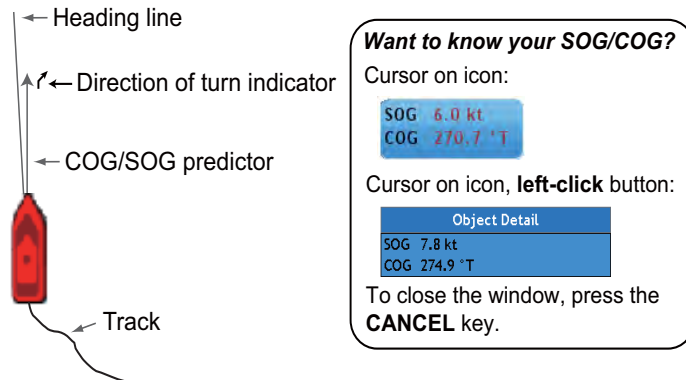 Heading line
Direction of turn indicator
COG/SOG predictor
Track
Want to know your SOG/COG?
Cursor on icon:
SOG 6.0 kt
COG 270.7 °T
Cursor on icon, left-click button:
Object Detail
SOG 7.8 kt
COG 274.9 °T
To close the window, press the
CANCEL key.